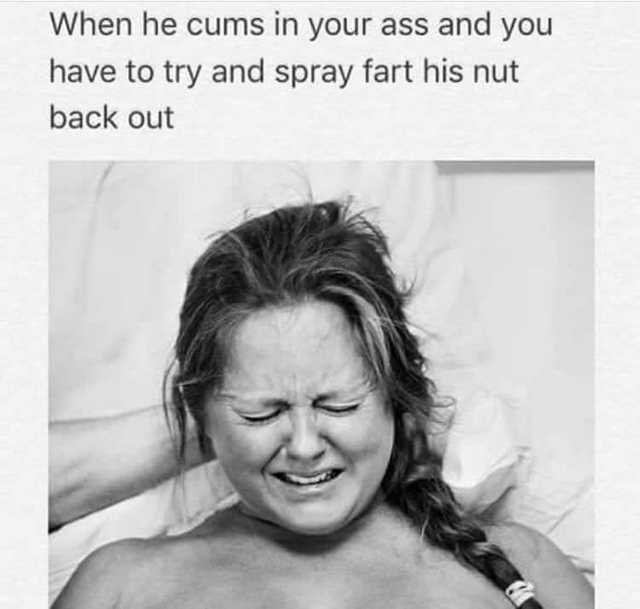 When he cums in your ass and you
have to try and spray fart his nut
back out